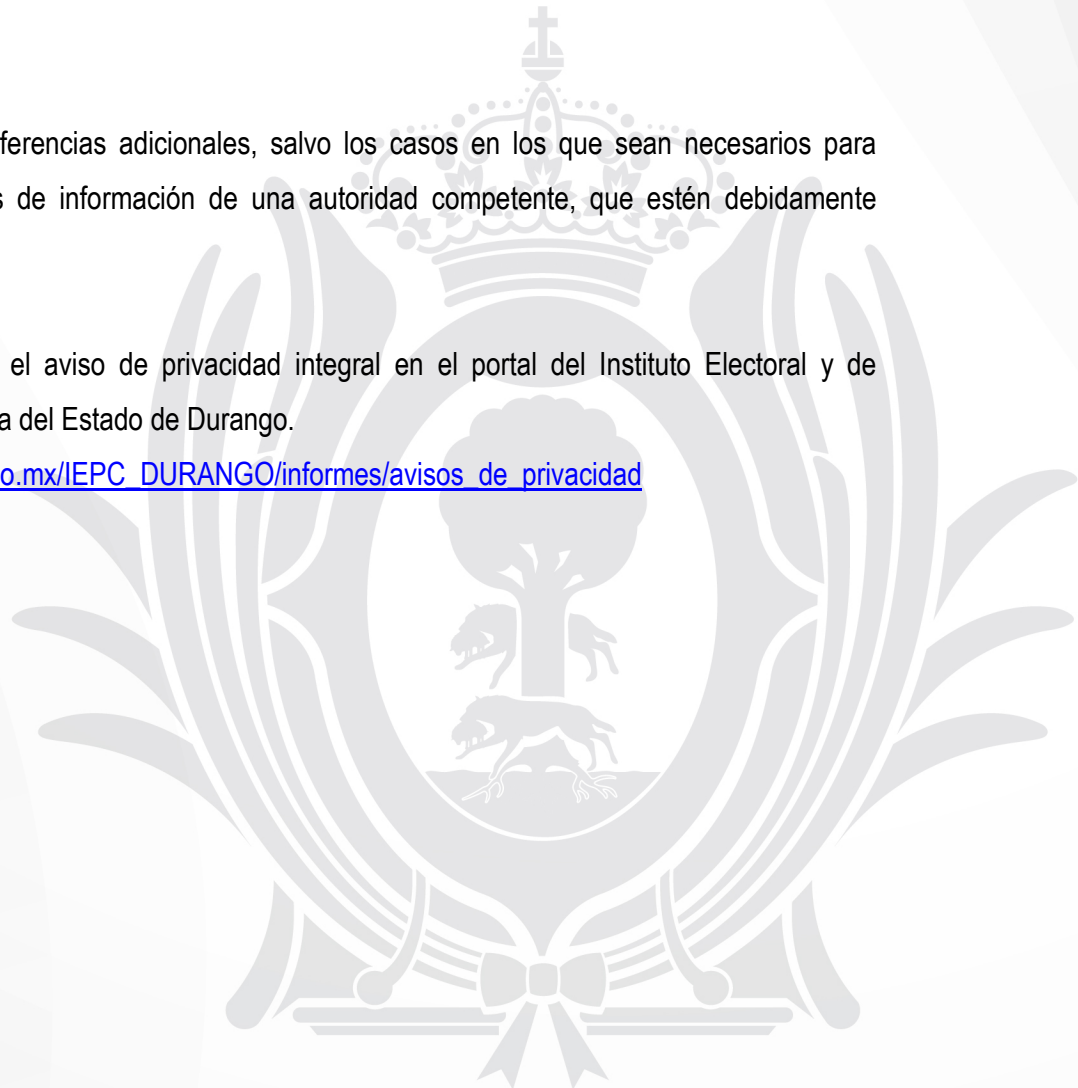 ferencias adicionales, salvo los casos en los que sean necesarios para
s de información de una autoridad competente, que estén debidamente
el aviso de privacidad integral en el portal del Instituto Electoral y de
a del Estado de Durango.
o.mx/IEPC_DURANGO/informes/avisos_de_privacidad